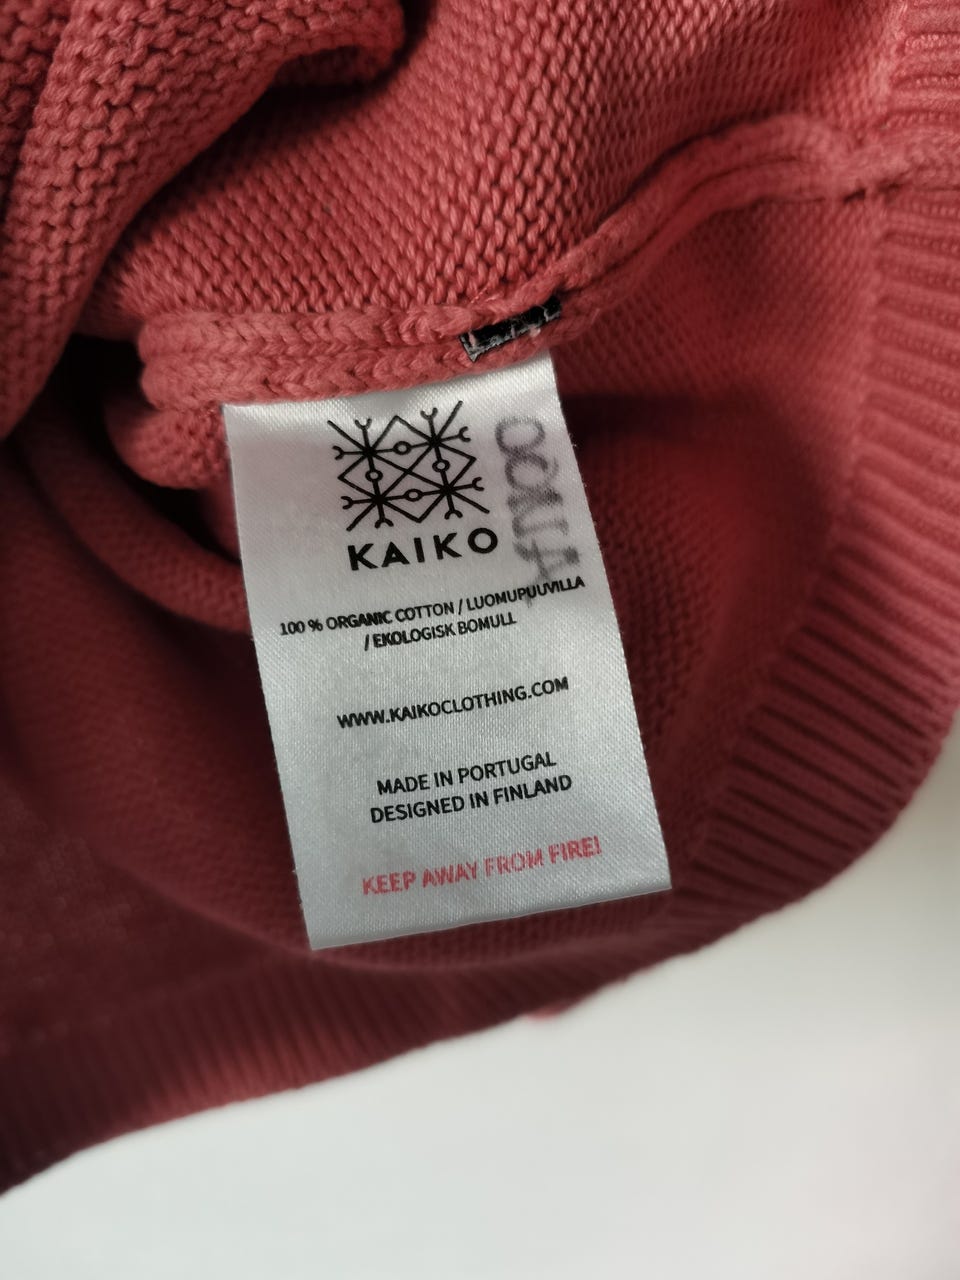 KAIKO
100 % ORGANIC COTTON / LUOMUPUUVILLA
/ EKOLOGISK BOMULL
WWW.KAIKOCLOTHING.COM
MADE IN PORTUGAL
DESIGNED IN FINLAND
KEEP AWAY FROM FIRE!